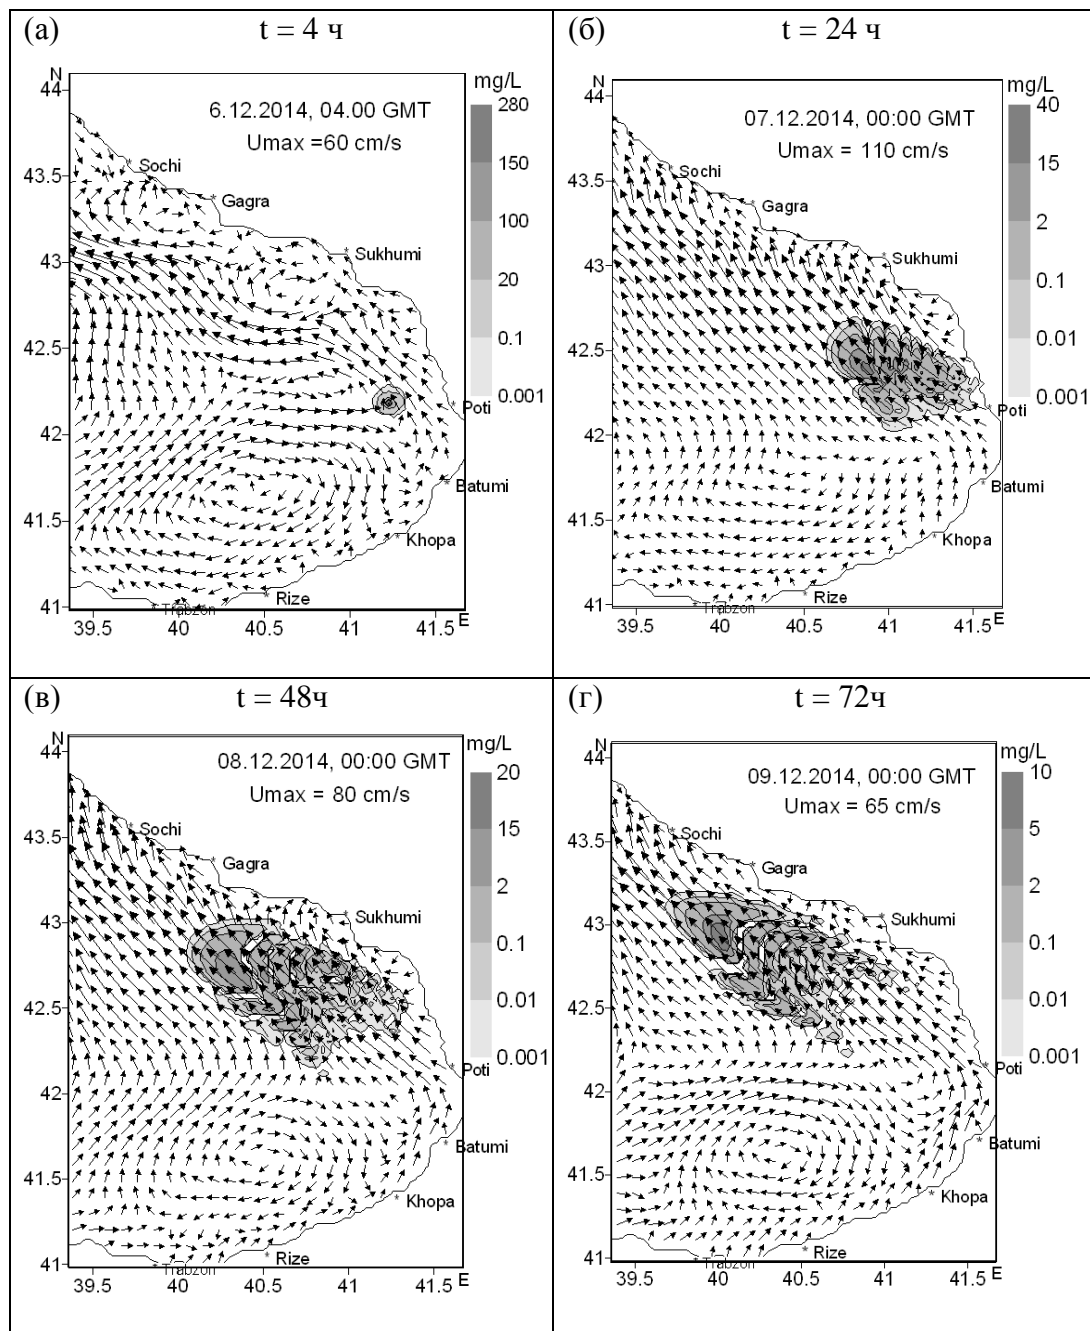 (а) t = 4 ч
N
44
43.5
43
42.5
42
41.5
41
39.5 40 40.5 41 41.5 E
6.12.2014, 04.00 GMT
Umax =60 cm/s
Sochi
Gagra
Sukhumi
Poti
Batumi
Khopa
Rize
Trabzon
mg/L
280
150
100
20
0.1
0.001
(б) t = 24 ч
N
44
43.5
43
42.5
42
41.5
41
39.5 40 40.5 41 41.5 E
07.12.2014, 00:00 GMT
Umax = 110 cm/s
Sochi
Gagra
Sukhumi
Poti
Batumi
Khopa
Rize
Trabzon
mg/L
40
15
2
0.1
0.01
0.001
(в) t = 48ч
N
44
43.5
43
42.5
42
41.5
41
39.5 40 40.5 41 41.5 E
08.12.2014, 00:00 GMT
Umax = 80 cm/s
Sochi
Gagra
Sukhumi
Poti
Batumi
Khopa
Rize
Trabzon
mg/L
20
15
2
0.1
0.01
0.001
(г) t = 72ч
N
44
43.5
43
42.5
42
41.5
41
39.5 40 40.5 41 41.5 E
09.12.2014, 00:00 GMT
Umax = 65 cm/s
Sochi
Gagra
Sukhumi
Poti
Batumi
Khopa
Rize
Trabzon
mg/L
10
5
2
0.1
0.01
0.001